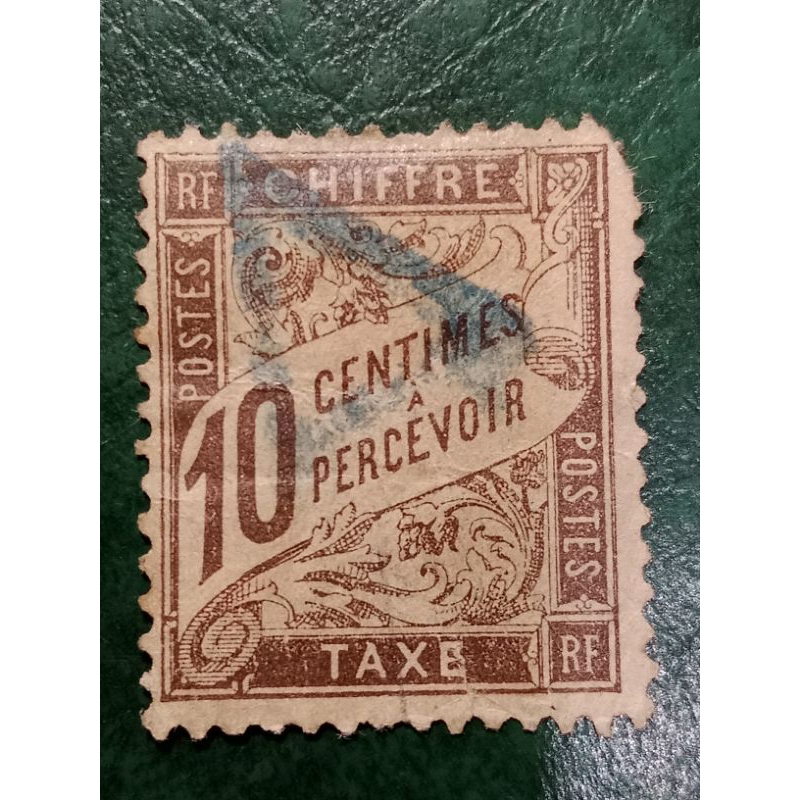 RF CHIFFRE
POSTES
10 CENTIMES
À
PERCEVOIR
POSTES
TAXE RF